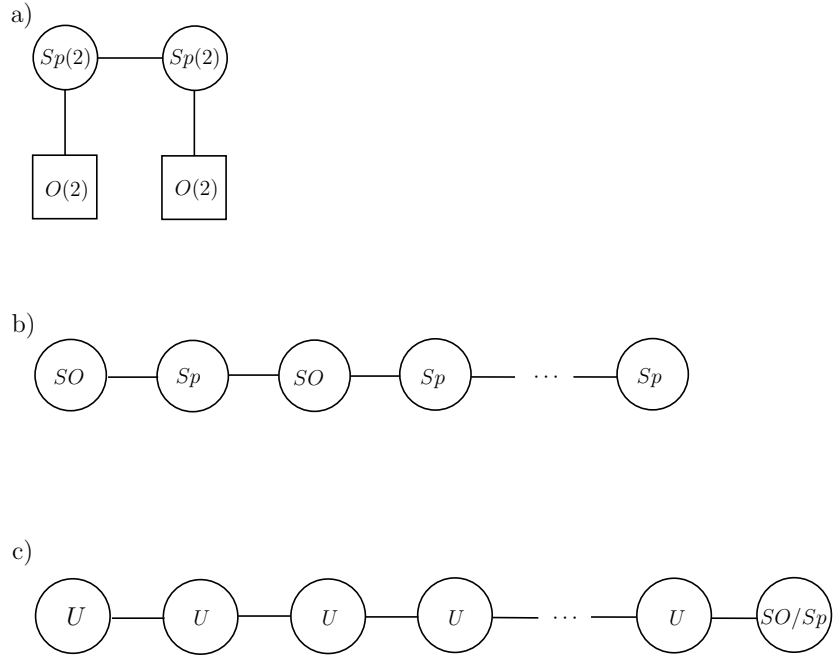 a)
Sp(2) Sp(2)
O(2) O(2)
b)
SO Sp SO Sp ··· Sp
c)
U U U U ··· U SO/Sp